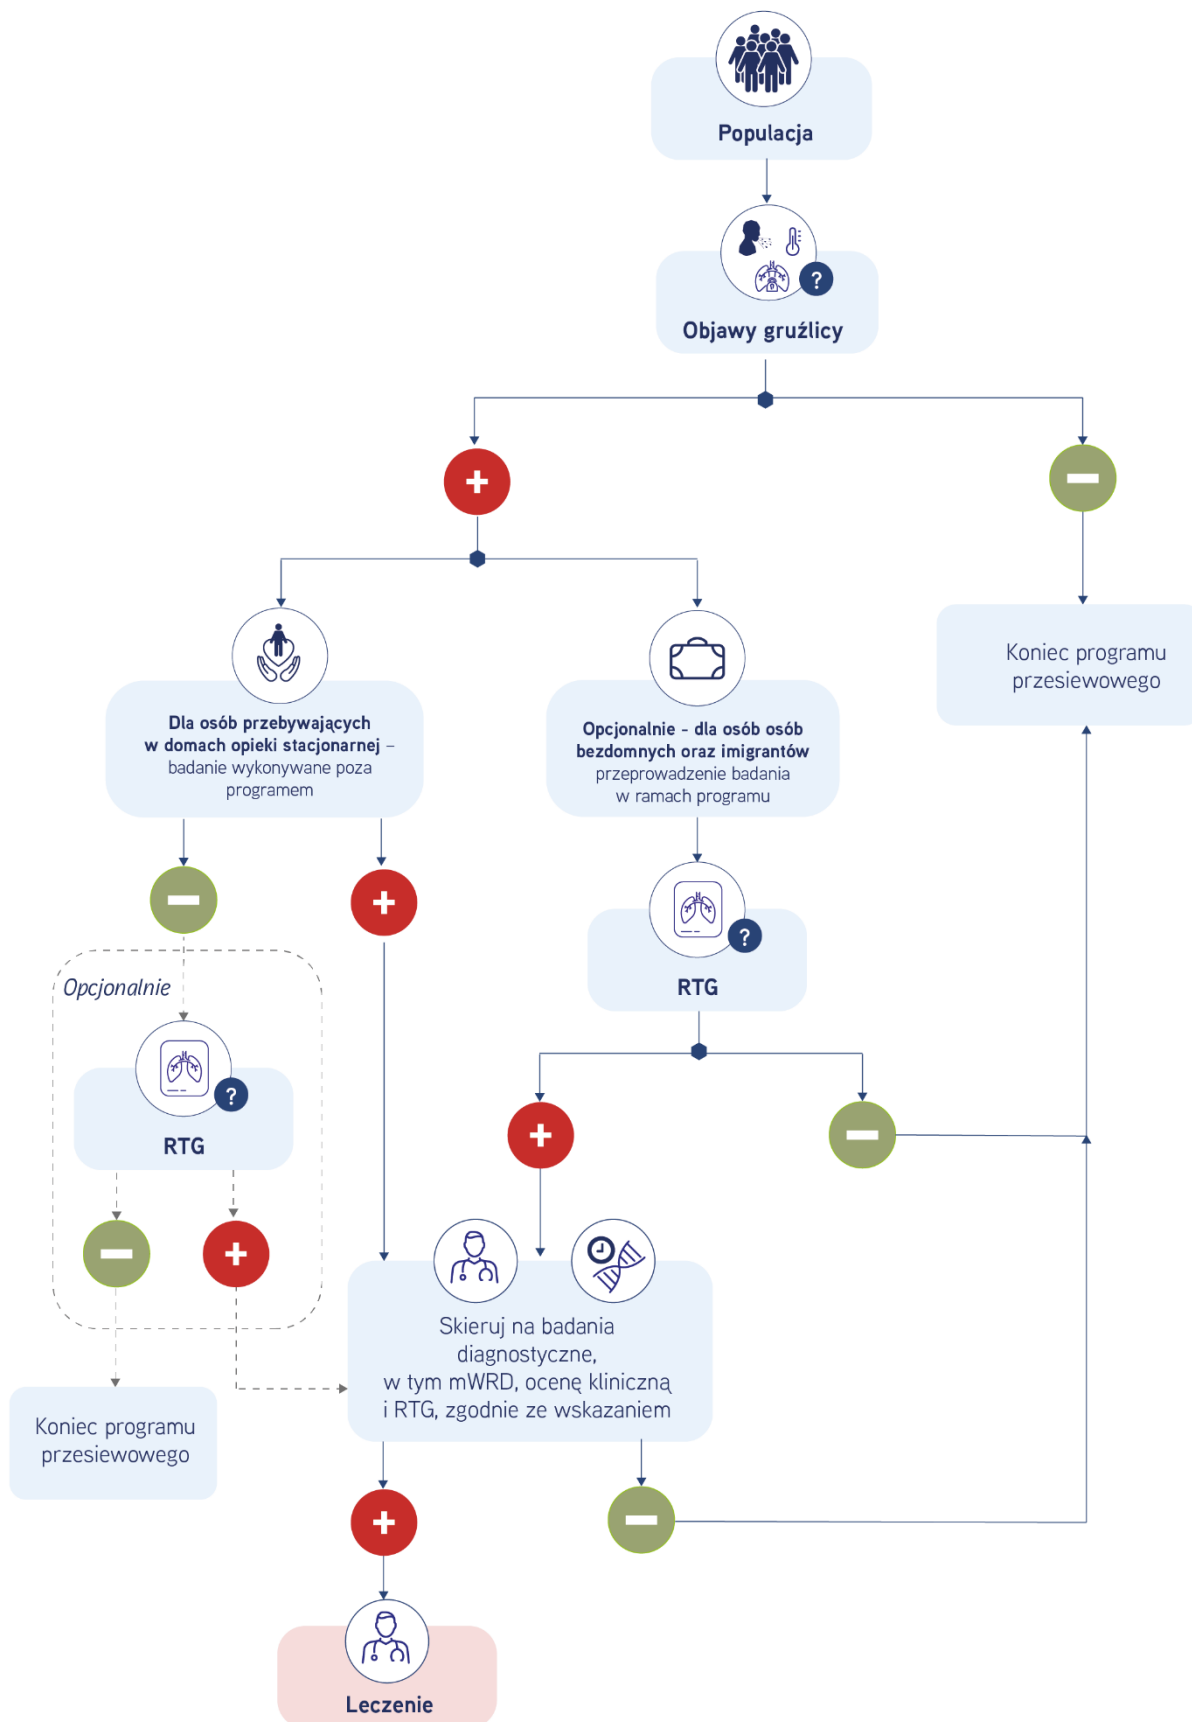 Populacja
?
Objawy gruźlicy
+
−
Dla osób przebywających
w domach opieki stacjonarnej –
badanie wykonywane poza
programem
Opcjonalnie - dla osób osób
bezdomnych oraz imigrantów
przeprowadzenie badania
w ramach programu
Koniec programu
przesiewowego
−
+
?
RTG
Opcjonalnie
?
RTG
+
−
−
+
Skieruj na badania
diagnostyczne,
w tym mWRD, ocenę kliniczną
i RTG, zgodnie ze wskazaniem
Koniec programu
przesiewowego
+
−
Leczenie